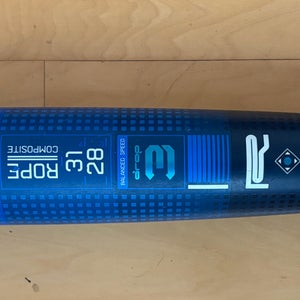 ROPE
COMPOSITE
31
28
BALANCED SPEED
drop
3
R